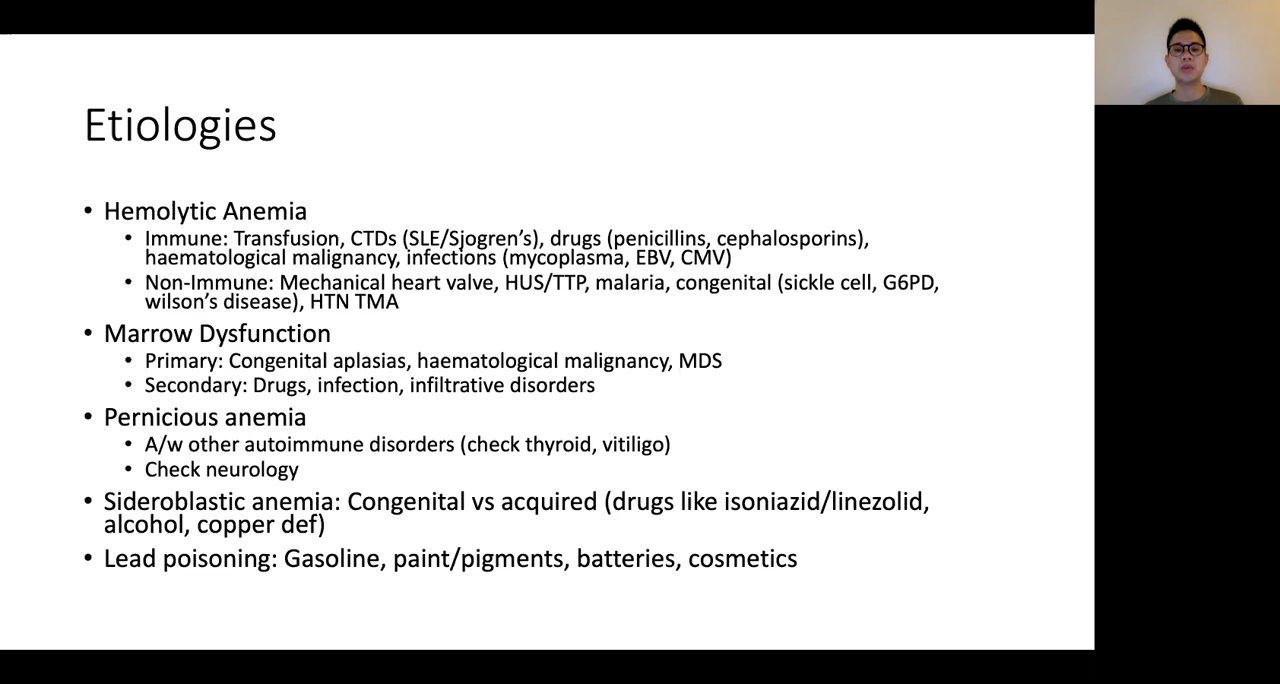 Etiologies
• Hemolytic Anemia
• Immune: Transfusion, CTDs (SLE/Sjogren’s), drugs (penicillins, cephalosporins),
haematological malignancy, infections (mycoplasma, EBV, CMV)
• Non-Immune: Mechanical heart valve, HUS/TTP, malaria, congenital (sickle cell, G6PD,
wilson’s disease), HTN TMA
• Marrow Dysfunction
• Primary: Congenital aplasias, haematological malignancy, MDS
• Secondary: Drugs, infection, infiltrative disorders
• Pernicious anemia
• A/w other autoimmune disorders (check thyroid, vitiligo)
• Check neurology
• Sideroblastic anemia: Congenital vs acquired (drugs like isoniazid/linezolid,
alcohol, copper def)
• Lead poisoning: Gasoline, paint/pigments, batteries, cosmetics